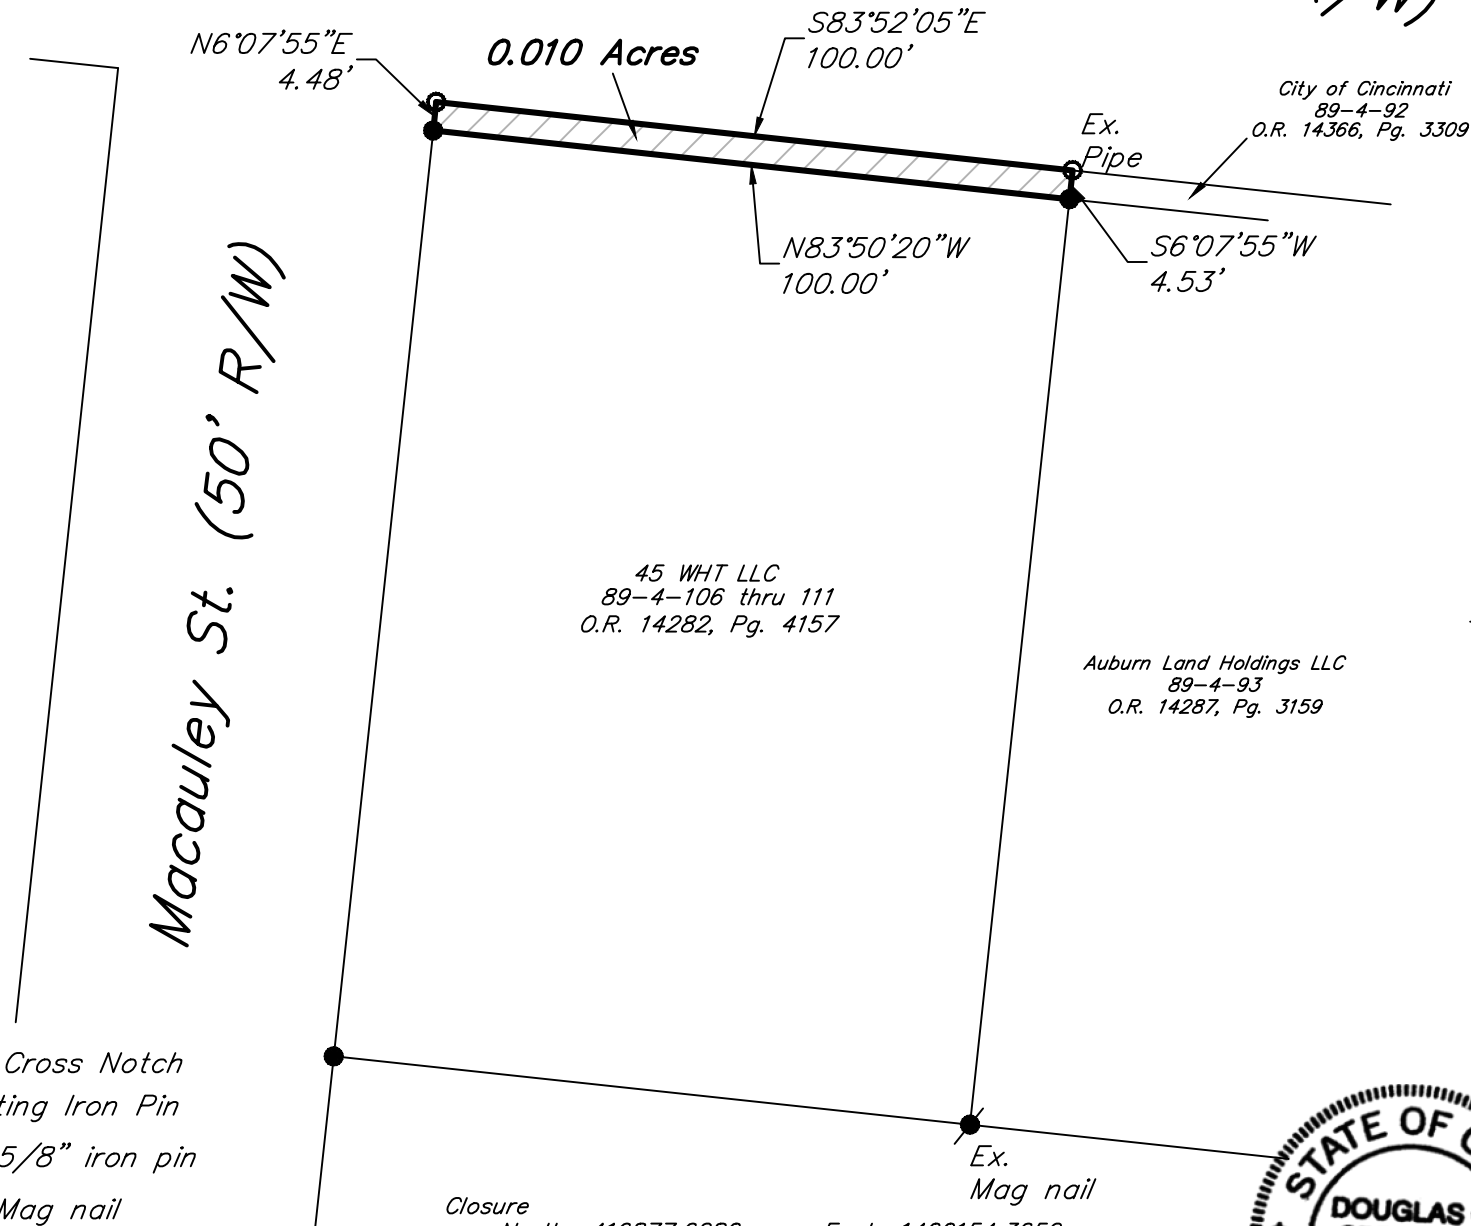 N6°07'55"E
4.48'
0.010 Acres
S83°52'05"E
100.00'
R/W)
City of Cincinnati
89-4-92
O.R. 14366, Pg. 3309
Ex.
Pipe
N83°50'20"W
100.00'
S6°07'55"W
4.53'
Macauley St. (50' R/W)
45 WHT LLC
89-4-106 thru 111
O.R. 14282, Pg. 4157
Auburn Land Holdings LLC
89-4-93
O.R. 14287, Pg. 3159
Cross Notch
ting Iron Pin
5/8" iron pin
Mag nail
Ex.
Mag nail
Closure
STATE OF
DOUGLAS